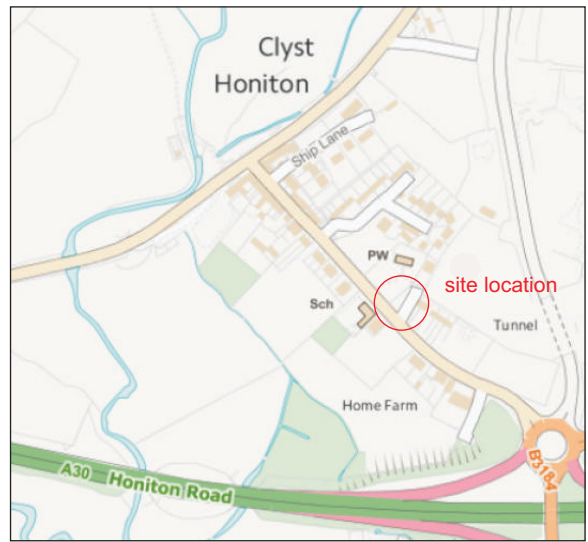 Clyst
Honiton
Ship Lane
PW
site location
Sch
Tunnel
Home Farm
A30 Honiton Road
B3184